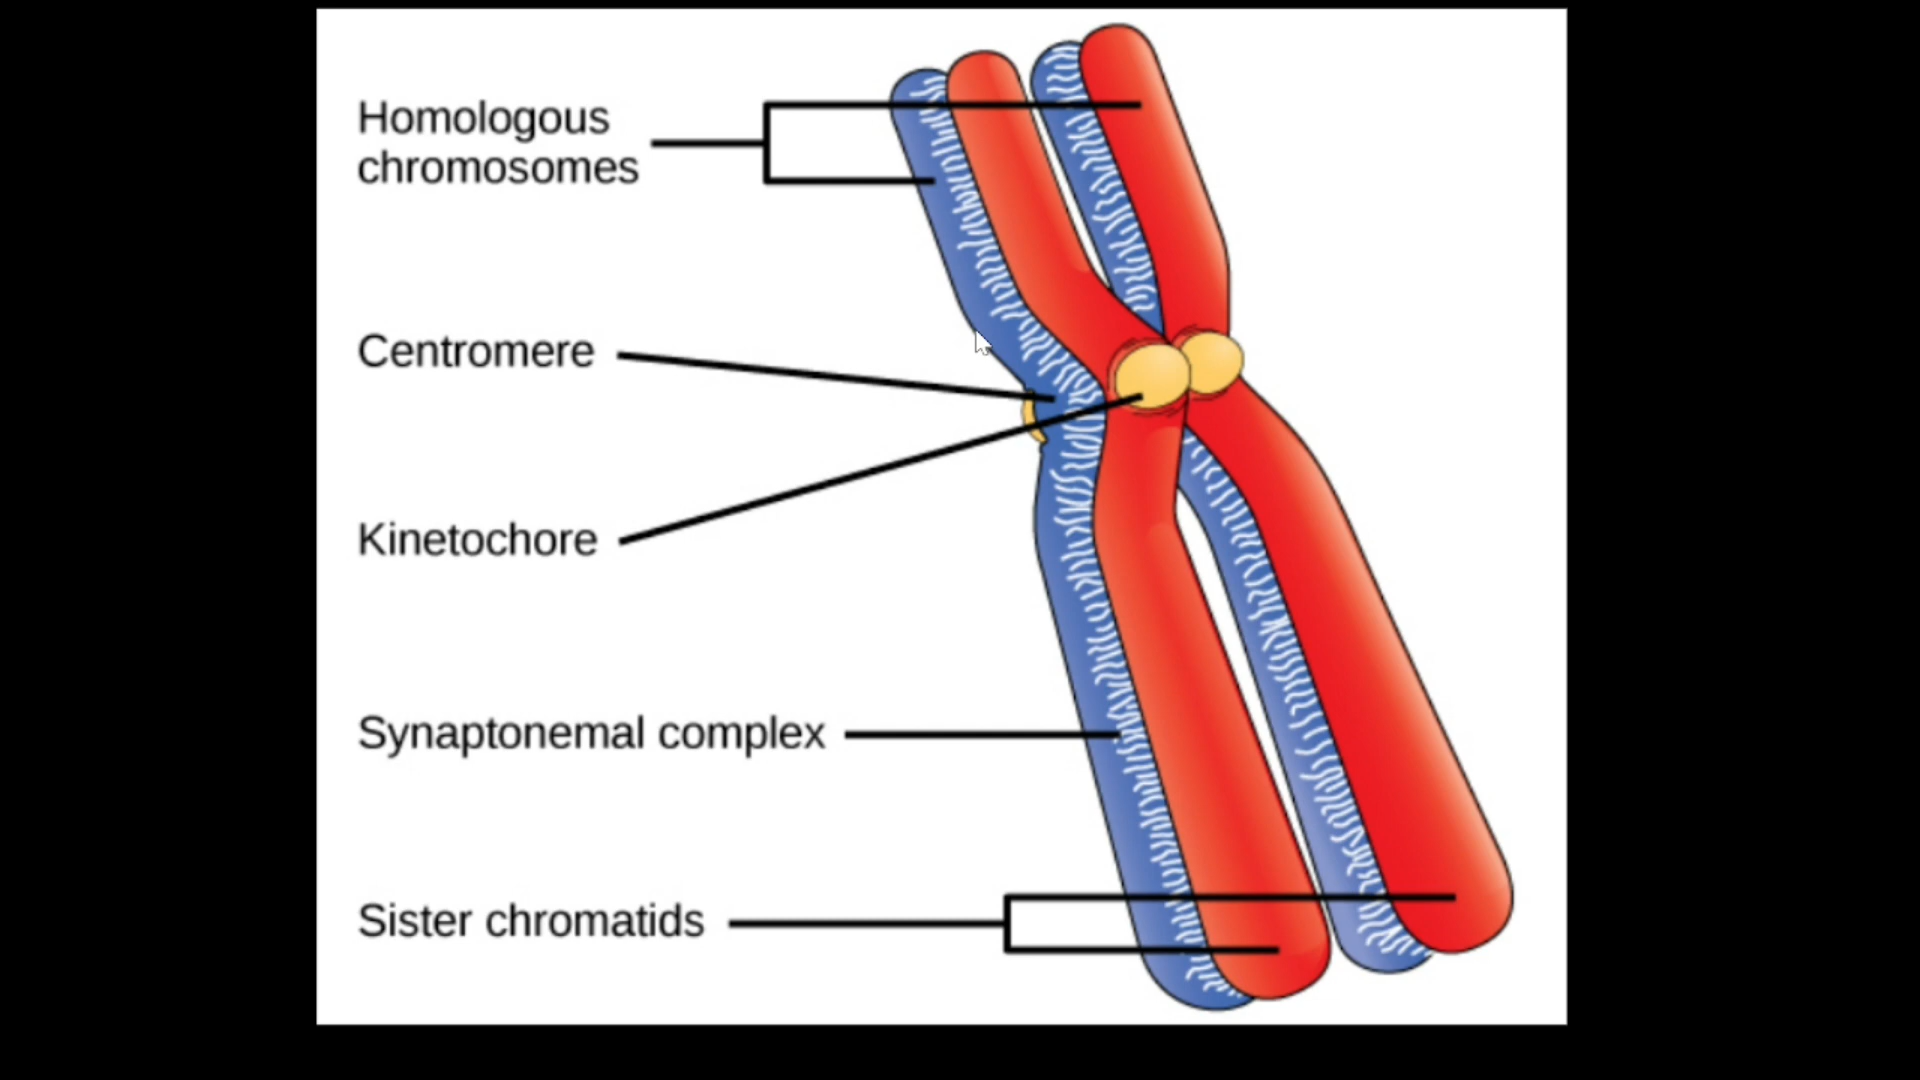 Homologous
chromosomes
Centromere
Kinetochore
Synaptonemal complex
Sister chromatids